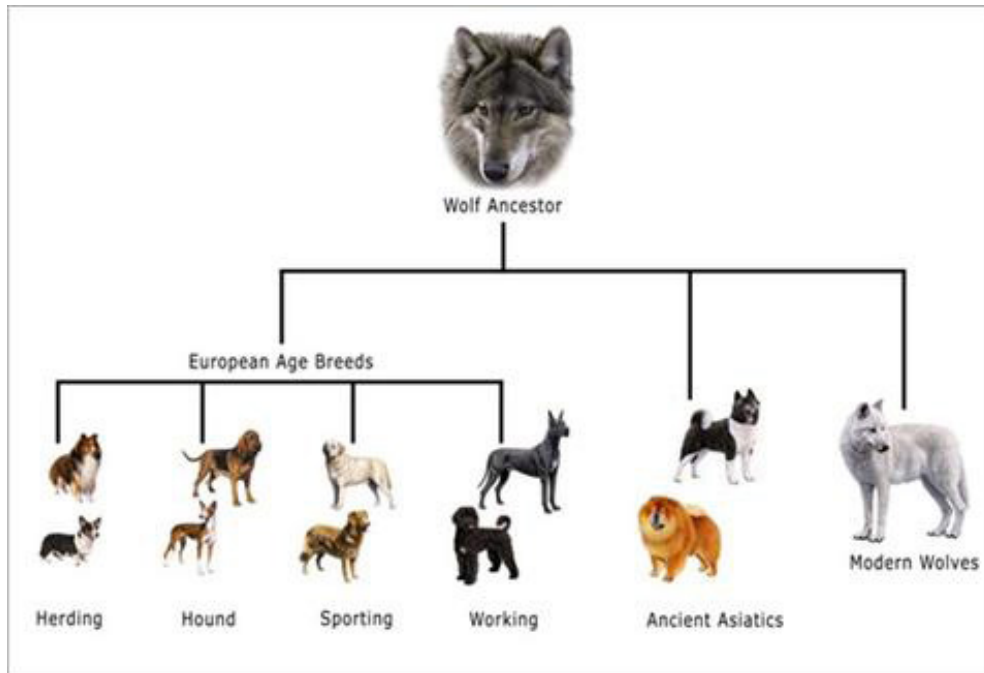 Wolf Ancestor
European Age Breeds
Modern Wolves
Herding
Hound
Sporting
Working
Ancient Asiatics